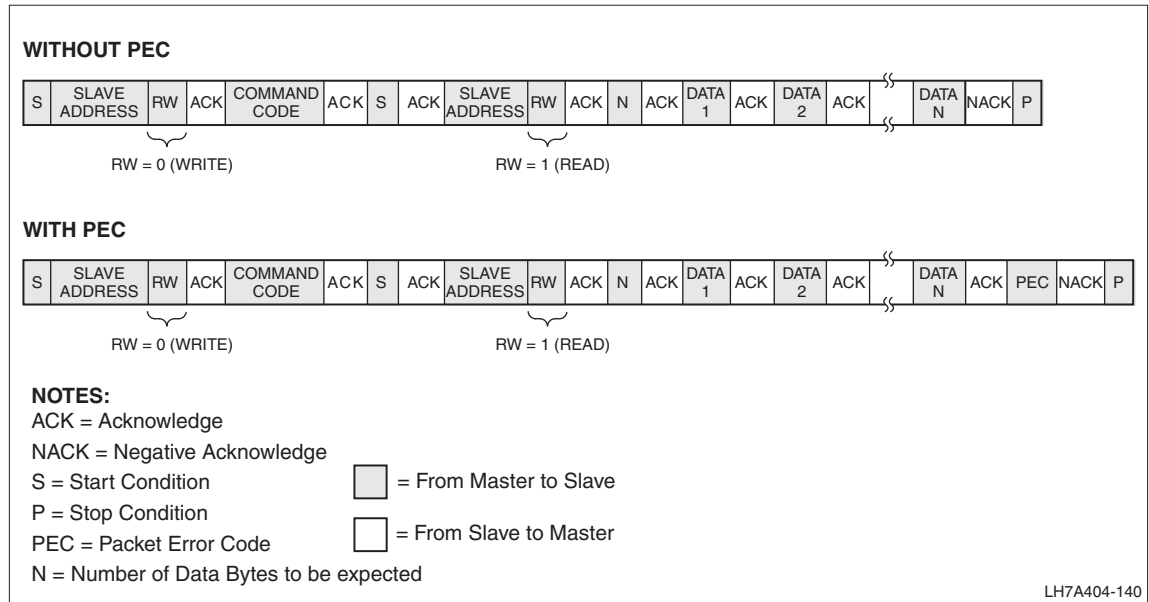 WITHOUT PEC
S SLAVE ADDRESS RW ACK COMMAND CODE ACK S ACK SLAVE ADDRESS RW ACK N ACK DATA 1 ACK DATA 2 ACK DATA N NACK P
RW = 0 (WRITE) RW = 1 (READ)
WITH PEC
S SLAVE ADDRESS RW ACK COMMAND CODE ACK S ACK SLAVE ADDRESS RW ACK N ACK DATA 1 ACK DATA 2 ACK DATA N ACK PEC NACK P
RW = 0 (WRITE) RW = 1 (READ)
NOTES:
ACK = Acknowledge
NACK = Negative Acknowledge
S = Start Condition
P = Stop Condition
PEC = Packet Error Code
N = Number of Data Bytes to be expected
= From Master to Slave
= From Slave to Master
LH7A404-140